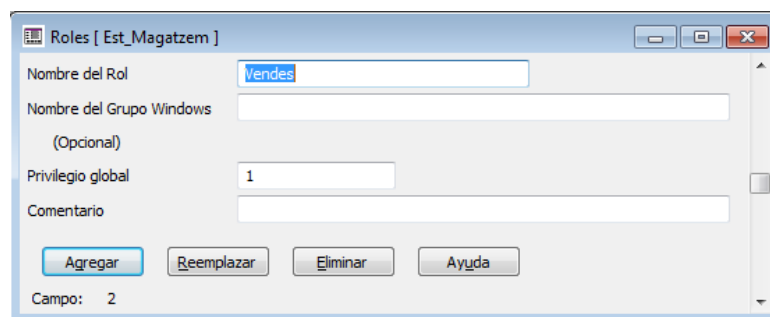 Roles [ Est_Magatzem ]
Nombre del Rol Vendes
Nombre del Grupo Windows
(Opcional)
Privilegio global 1
Comentario
Agregar Reemplazar Eliminar Ayuda
Campo: 2